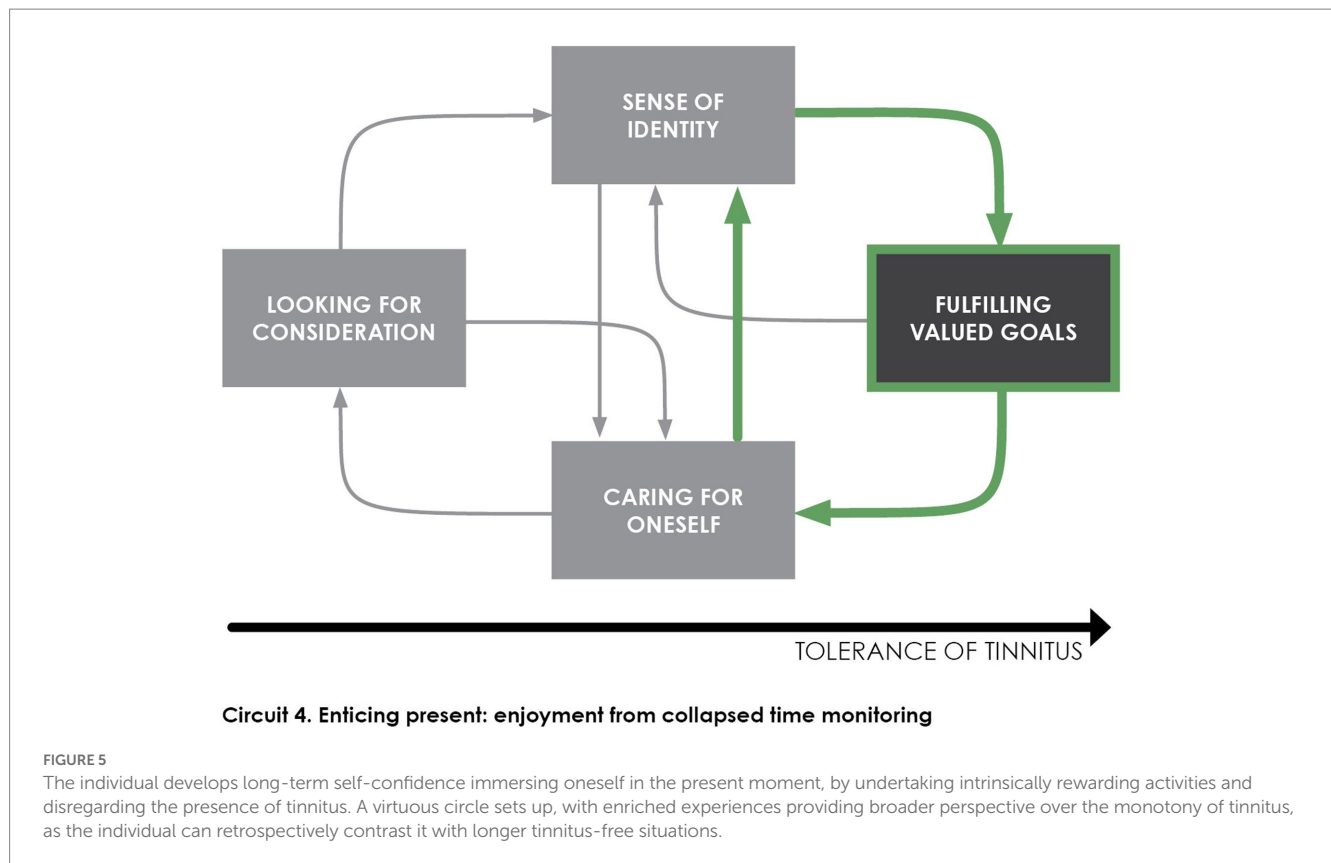 SENSE OF
IDENTITY
LOOKING FOR
CONSIDERATION
FULFILLING
VALUED GOALS
CARING FOR
ONESELF
TOLERANCE OF TINNITUS
Circuit 4. Enticing present: enjoyment from collapsed time monitoring
FIGURE 5
The individual develops long-term self-confidence immersing oneself in the present moment, by undertaking intrinsically rewarding activities and
disregarding the presence of tinnitus. A virtuous circle sets up, with enriched experiences providing broader perspective over the monotony of tinnitus,
as the individual can retrospectively contrast it with longer tinnitus-free situations.